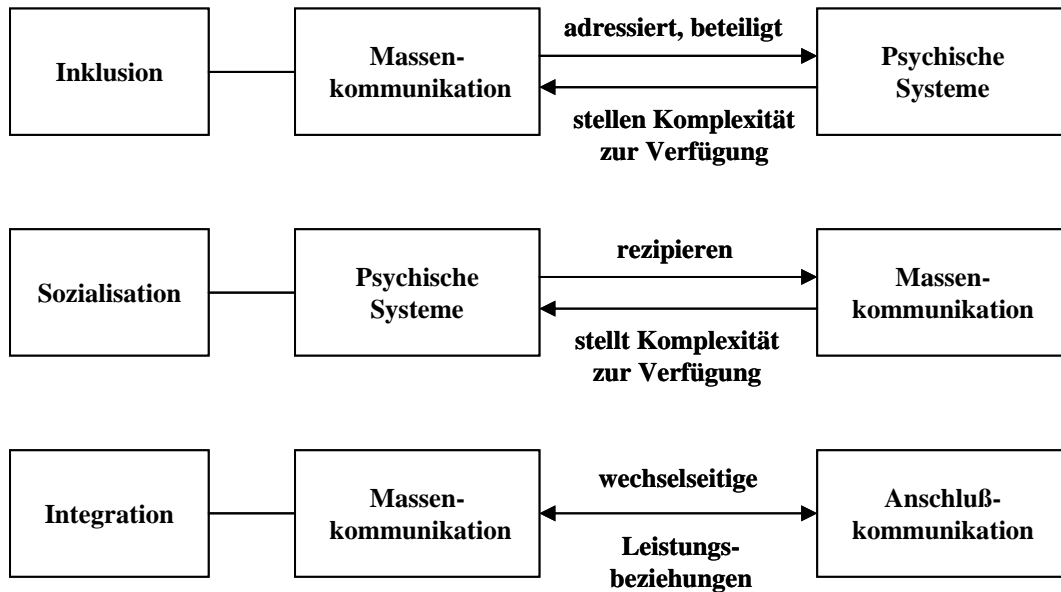 Inklusion
Massen-
kommunikation
adressiert, beteiligt
stellen Komplexität
zur Verfügung
Psychische
Systeme
Sozialisation
Psychische
Systeme
rezipieren
stellt Komplexität
zur Verfügung
Massen-
kommunikation
Integration
Massen-
kommunikation
wechselseitige
Leistungs-
beziehungen
Anschluß-
kommunikation